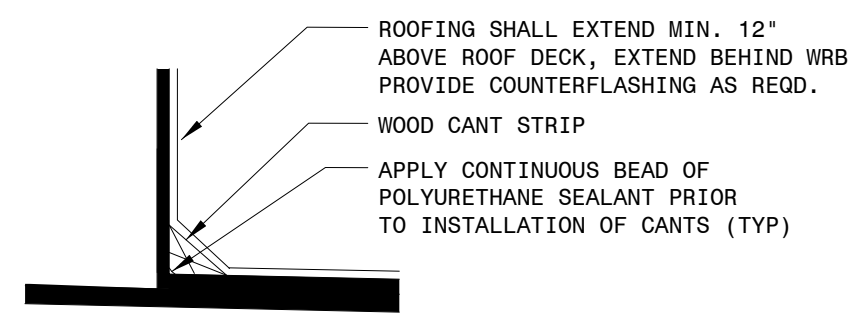 ROOFING SHALL EXTEND MIN. 12"
ABOVE ROOF DECK, EXTEND BEHIND WRB
PROVIDE COUNTERFLASHING AS REQD.
WOOD CANT STRIP
APPLY CONTINUOUS BEAD OF
POLYURETHANE SEALANT PRIOR
TO INSTALLATION OF CANTS (TYP)